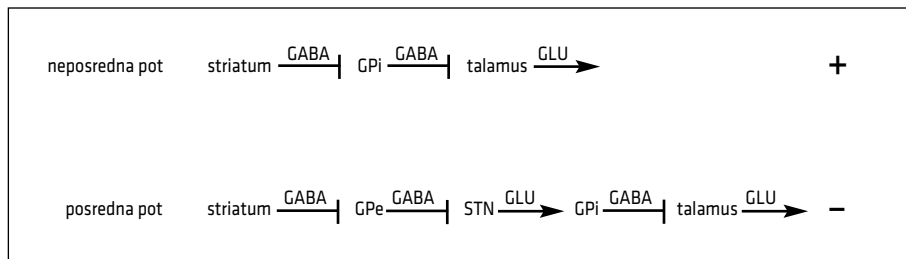 GABA GABA GLU
neposredna pot striatum GPi talamus +
GABA GABA GLU GABA GLU
posredna pot striatum GPe STN GPi talamus −